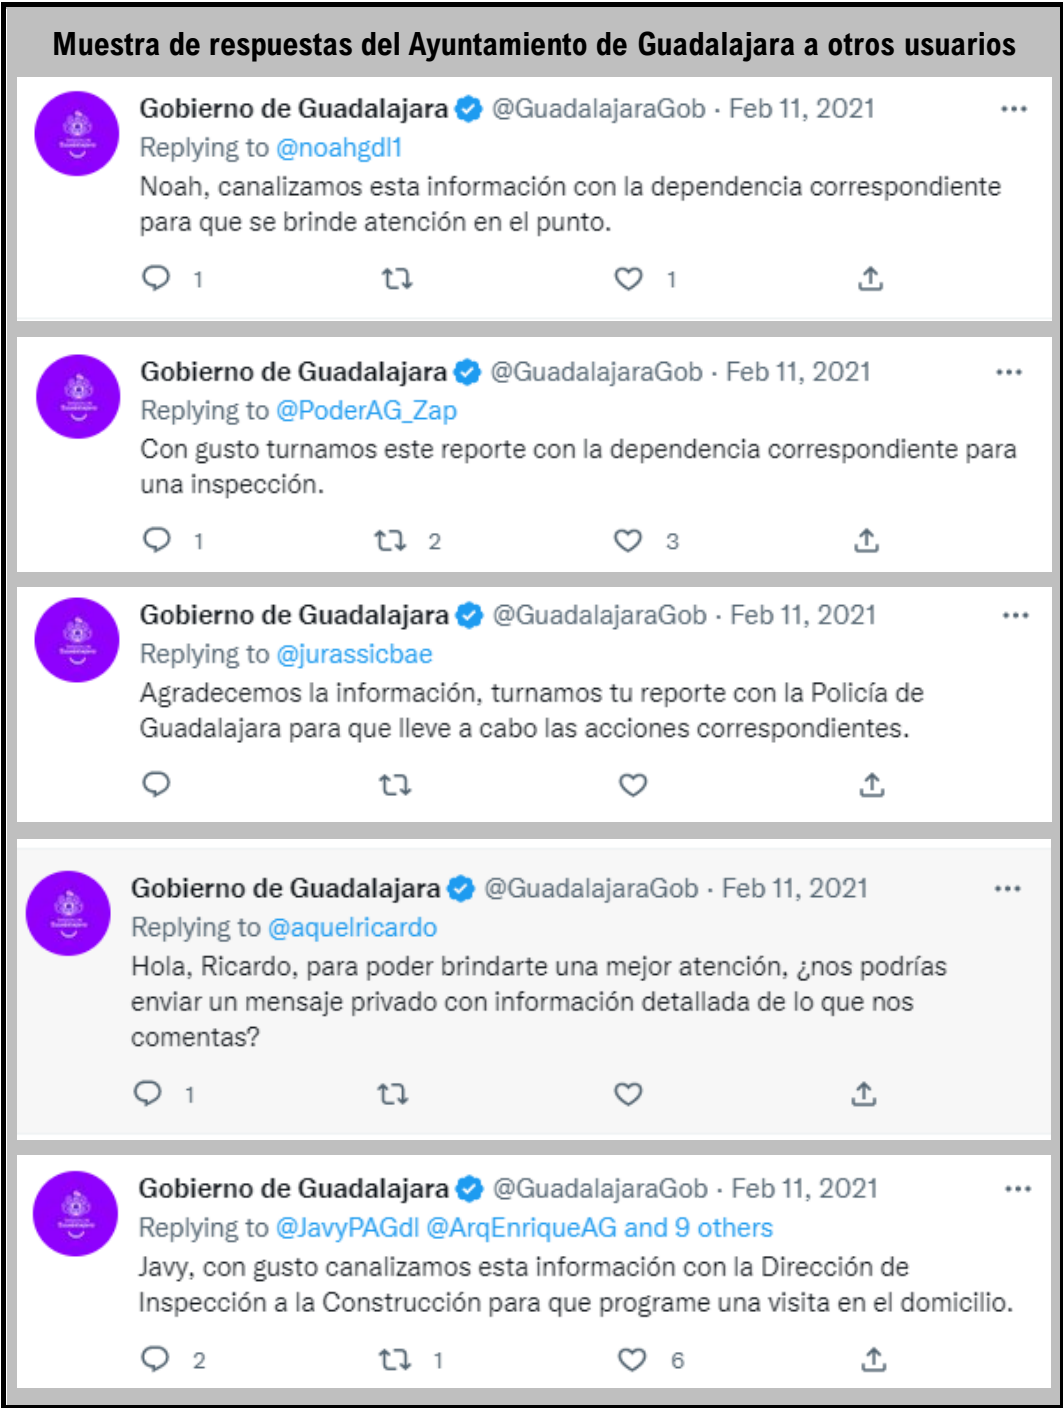 Muestra de respuestas del Ayuntamiento de Guadalajara a otros usuarios
Gobierno de Guadalajara @GuadalajaraGob · Feb 11, 2021
Replying to @noahgdl1
Noah, canalizamos esta información con la dependencia correspondiente
para que se brinde atención en el punto.
1 1
Gobierno de Guadalajara @GuadalajaraGob · Feb 11, 2021
Replying to @PoderAG_Zap
Con gusto turnamos este reporte con la dependencia correspondiente para
una inspección.
1 2 3
Gobierno de Guadalajara @GuadalajaraGob · Feb 11, 2021
Replying to @jurassicbae
Agradecemos la información, turnamos tu reporte con la Policía de
Guadalajara para que lleve a cabo las acciones correspondientes.
Gobierno de Guadalajara @GuadalajaraGob · Feb 11, 2021
Replying to @aquelricardo
Hola, Ricardo, para poder brindarte una mejor atención, ¿nos podrías
enviar un mensaje privado con información detallada de lo que nos
comentas?
1
Gobierno de Guadalajara @GuadalajaraGob · Feb 11, 2021
Replying to @JavyPAGdl @ArqEnriqueAG and 9 others
Javy, con gusto canalizamos esta información con la Dirección de
Inspección a la Construcción para que programe una visita en el domicilio.
2 1 6